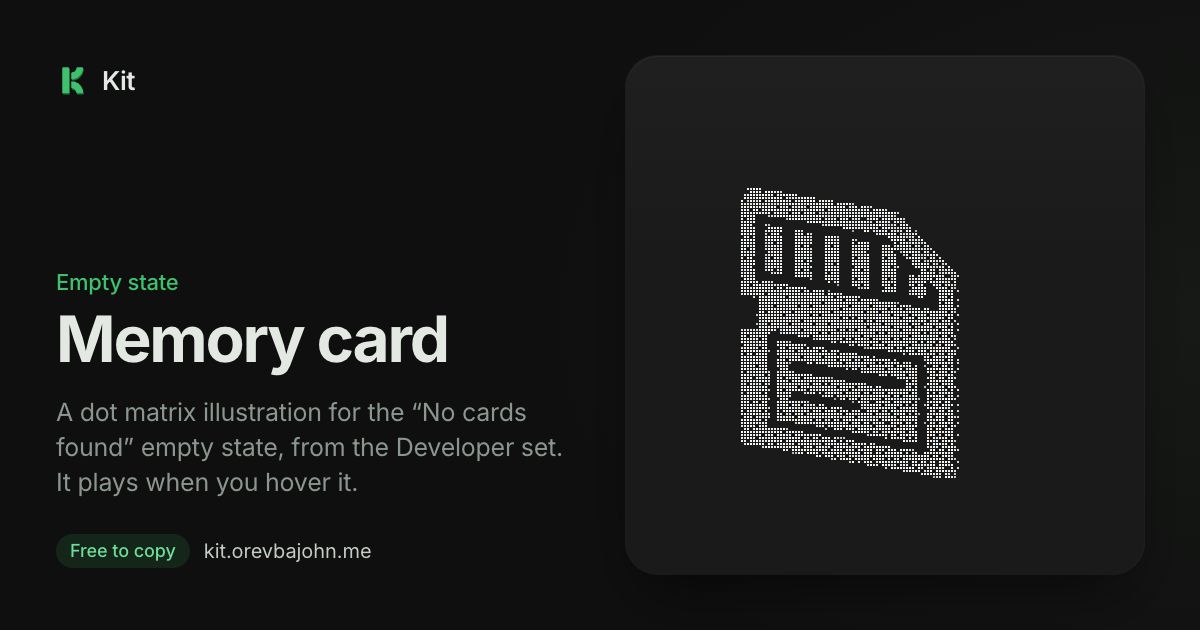 Kit
Empty state
Memory card
A dot matrix illustration for the “No cards
found” empty state, from the Developer set.
It plays when you hover it.
Free to copy
kit.orevbajohn.me